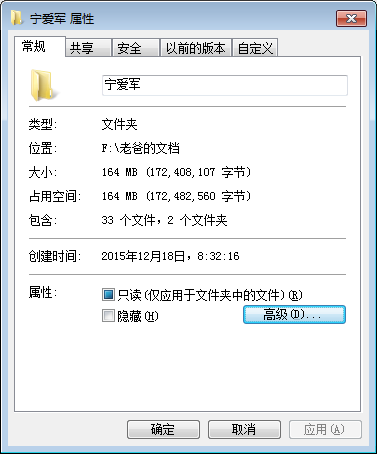 宁爱军 属性
常规 共享 安全 以前的版本 自定义
宁爱军
类型: 文件夹
位置: F:\老爸的文档
大小: 164 MB (172,408,107 字节)
占用空间: 164 MB (172,482,560 字节)
包含: 33 个文件，2 个文件夹
创建时间: 2015年12月18日，8:32:16
属性: 只读(仅应用于文件夹中的文件)(R)
隐藏(H) 高级(D)...
确定 取消 应用(A)